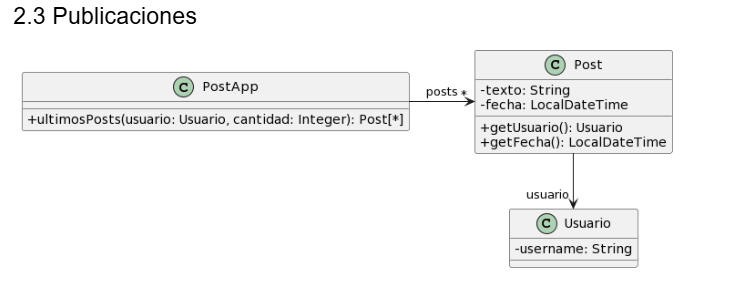 2.3 Publicaciones
C PostApp
+ultimosPosts(usuario: Usuario, cantidad: Integer): Post[*]
posts *
C Post
-texto: String
-fecha: LocalDateTime
+getUsuario(): Usuario
+getFecha(): LocalDateTime
usuario
C Usuario
-username: String